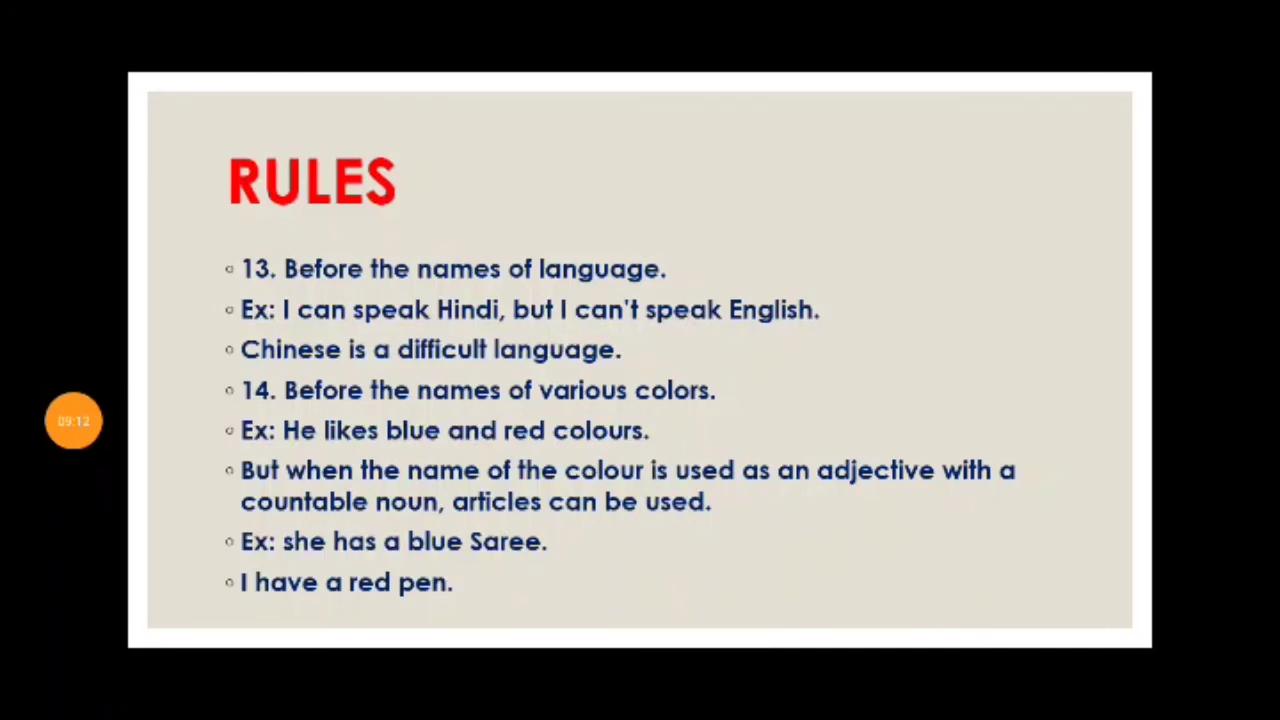 RULES
13. Before the names of language.
Ex: I can speak Hindi, but I can't speak English.
Chinese is a difficult language.
14. Before the names of various colors.
Ex: He likes blue and red colours.
But when the name of the colour is used as an adjective with a
countable noun, articles can be used.
Ex: she has a blue Saree.
I have a red pen.
09:12